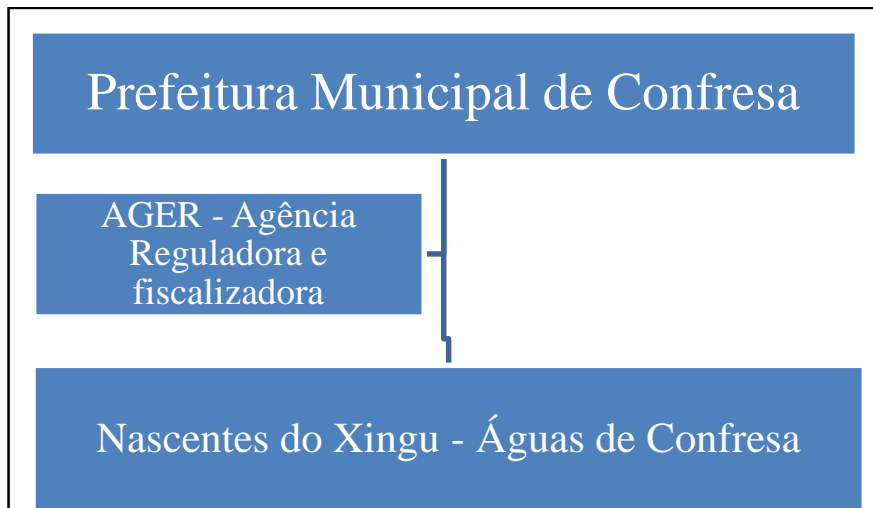 Prefeitura Municipal de Confresa
AGER - Agência
Reguladora e
fiscalizadora
Nascentes do Xingu - Águas de Confresa